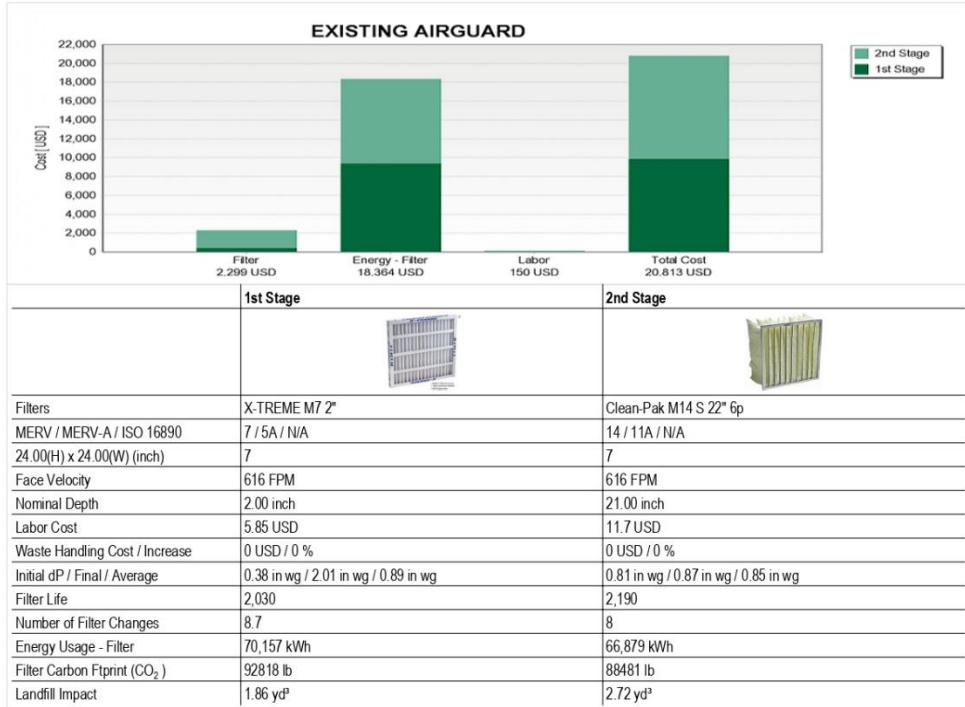 EXISTING AIRGUARD
22,000
20,000
18,000
16,000
14,000
12,000
10,000
8,000
6,000
4,000
2,000
0
Cost [ USD ]
2nd Stage
1st Stage
Filter Energy - Filter Labor Total Cost
2.299 USD 18.364 USD 150 USD 20.813 USD
1st Stage 2nd Stage
Filters X-TREME M7 2" Clean-Pak M14 S 22" 6p
MERV / MERV-A / ISO 16890 7 / 5A / N/A 14 / 11A / N/A
24.00(H) x 24.00(W) (inch) 7 7
Face Velocity 616 FPM 616 FPM
Nominal Depth 2.00 inch 21.00 inch
Labor Cost 5.85 USD 11.7 USD
Waste Handling Cost / Increase 0 USD / 0 % 0 USD / 0 %
Initial dP / Final / Average 0.38 in wg / 2.01 in wg / 0.89 in wg 0.81 in wg / 0.87 in wg / 0.85 in wg
Filter Life 2,030 2,190
Number of Filter Changes 8.7 8
Energy Usage - Filter 70,157 kWh 66,879 kWh
Filter Carbon Ftprint (CO₂ ) 92818 lb 88481 lb
Landfill Impact 1.86 yd³ 2.72 yd³